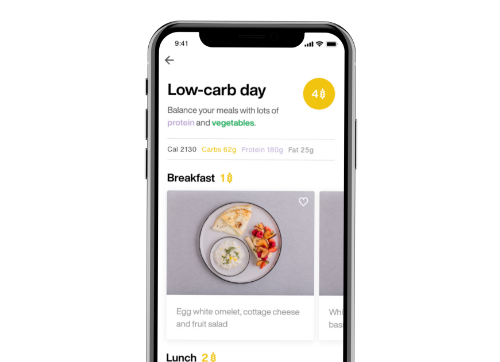 9:41
Low-carb day
4
Balance your meals with lots of
protein and vegetables.
Cal 2130 Carbs 62g Protein 180g Fat 25g
Breakfast 1
Egg white omelet, cottage cheese
and fruit salad
Whi
bas
Lunch 2